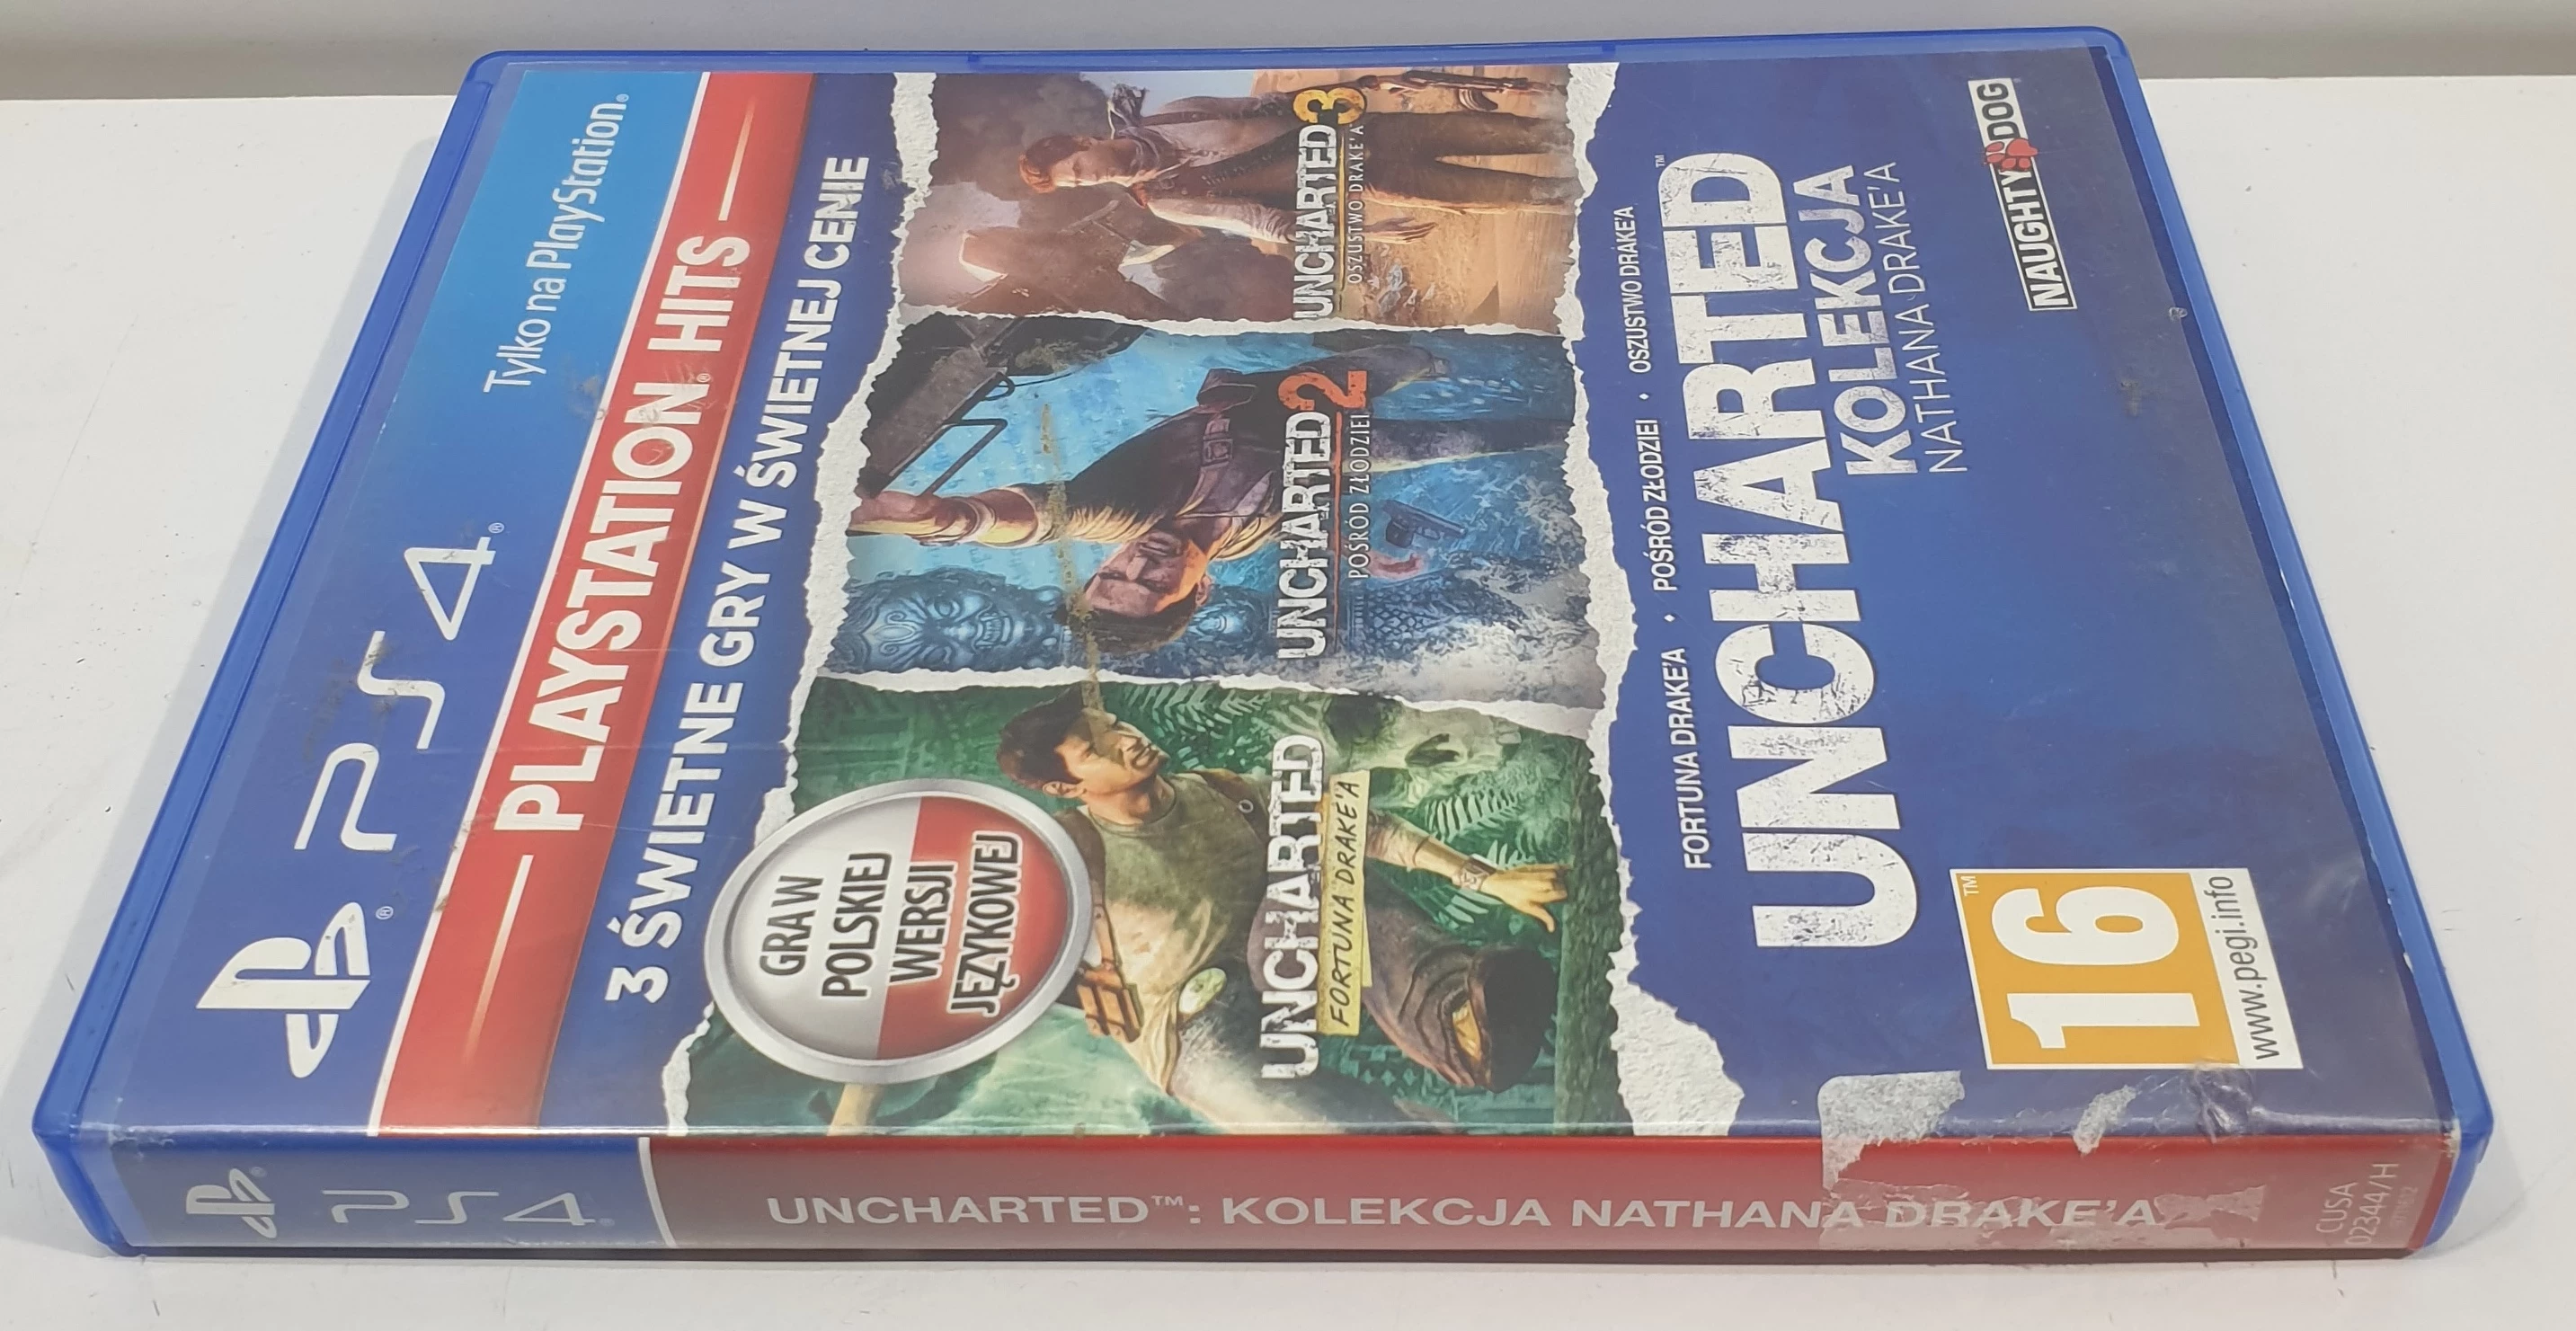 PS4
Tylko na PlayStation®
PLAYSTATION® HITS
3 ŚWIETNE GRY W ŚWIETNEJ CENIE
GRA W
POLSKIEJ
WERSJI
JĘZYKOWEJ
UNCHARTED
FORTUNA DRAKE'A
UNCHARTED 2
POŚRÓD ZŁODZIEI
UNCHARTED 3
OSZUSTWO DRAKE'A
FORTUNA DRAKE'A • POŚRÓD ZŁODZIEI • OSZUSTWO DRAKE'A
UNCHARTED™
KOLEKCJA
NATHANA DRAKE'A
16™
www.pegi.info
NAUGHTY DOG
PS4
UNCHARTED™: KOLEKCJA NATHANA DRAKE'A
CUSA
02344/H